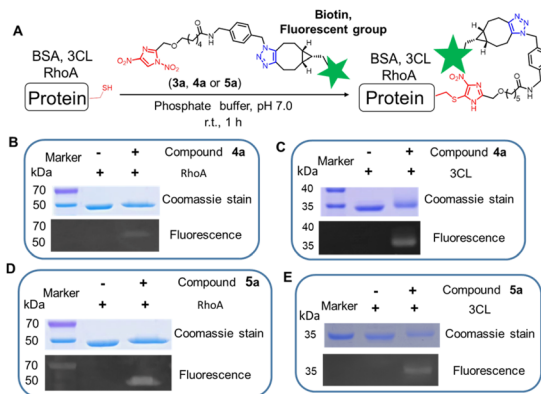 A
Biotin,
Fluorescent group
BSA, 3CL
RhoA
Protein
SH
(3a, 4a or 5a)
Phosphate buffer, pH 7.0
r.t., 1 h
BSA, 3CL
RhoA
Protein
B
Marker - + Compound 4a
kDa + + RhoA
70
50
Coomassie stain
70
50
Fluorescence
C
Marker - + Compound 4a
kDa + + 3CL
40
35
Coomassie stain
40
35
Fluorescence
D
Marker - + Compound 5a
kDa + + RhoA
70
50
Coomassie stain
70
50
Fluorescence
E
- + Compound 5a
kDa Marker + + 3CL
35
Coomassie stain
35
Fluorescence